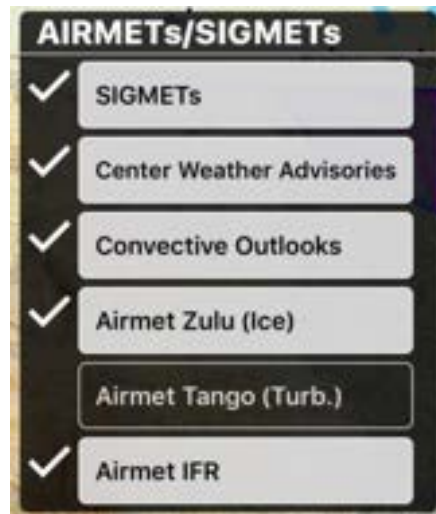 AIRMETs/SIGMETs
SIGMETs
Center Weather Advisories
Convective Outlooks
Airmet Zulu (Ice)
Airmet Tango (Turb.)
Airmet IFR